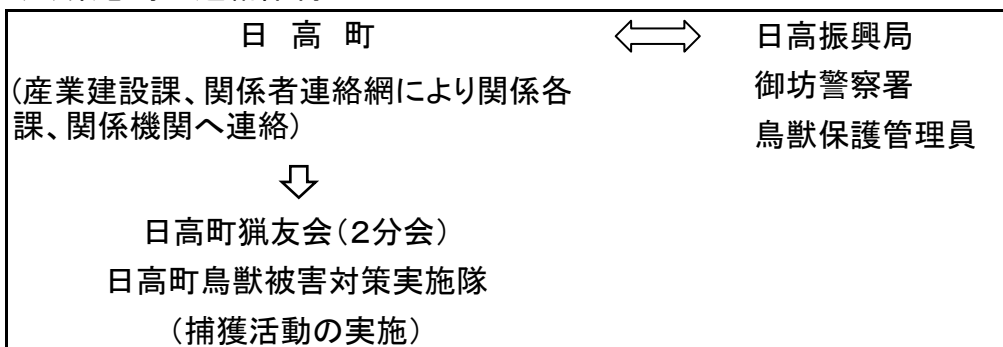 日 高 町
(産業建設課、関係者連絡網により関係各
課、関係機関へ連絡)
日高町猟友会(2分会)
日高町鳥獣被害対策実施隊
(捕獲活動の実施)
日高振興局
御坊警察署
鳥獣保護管理員